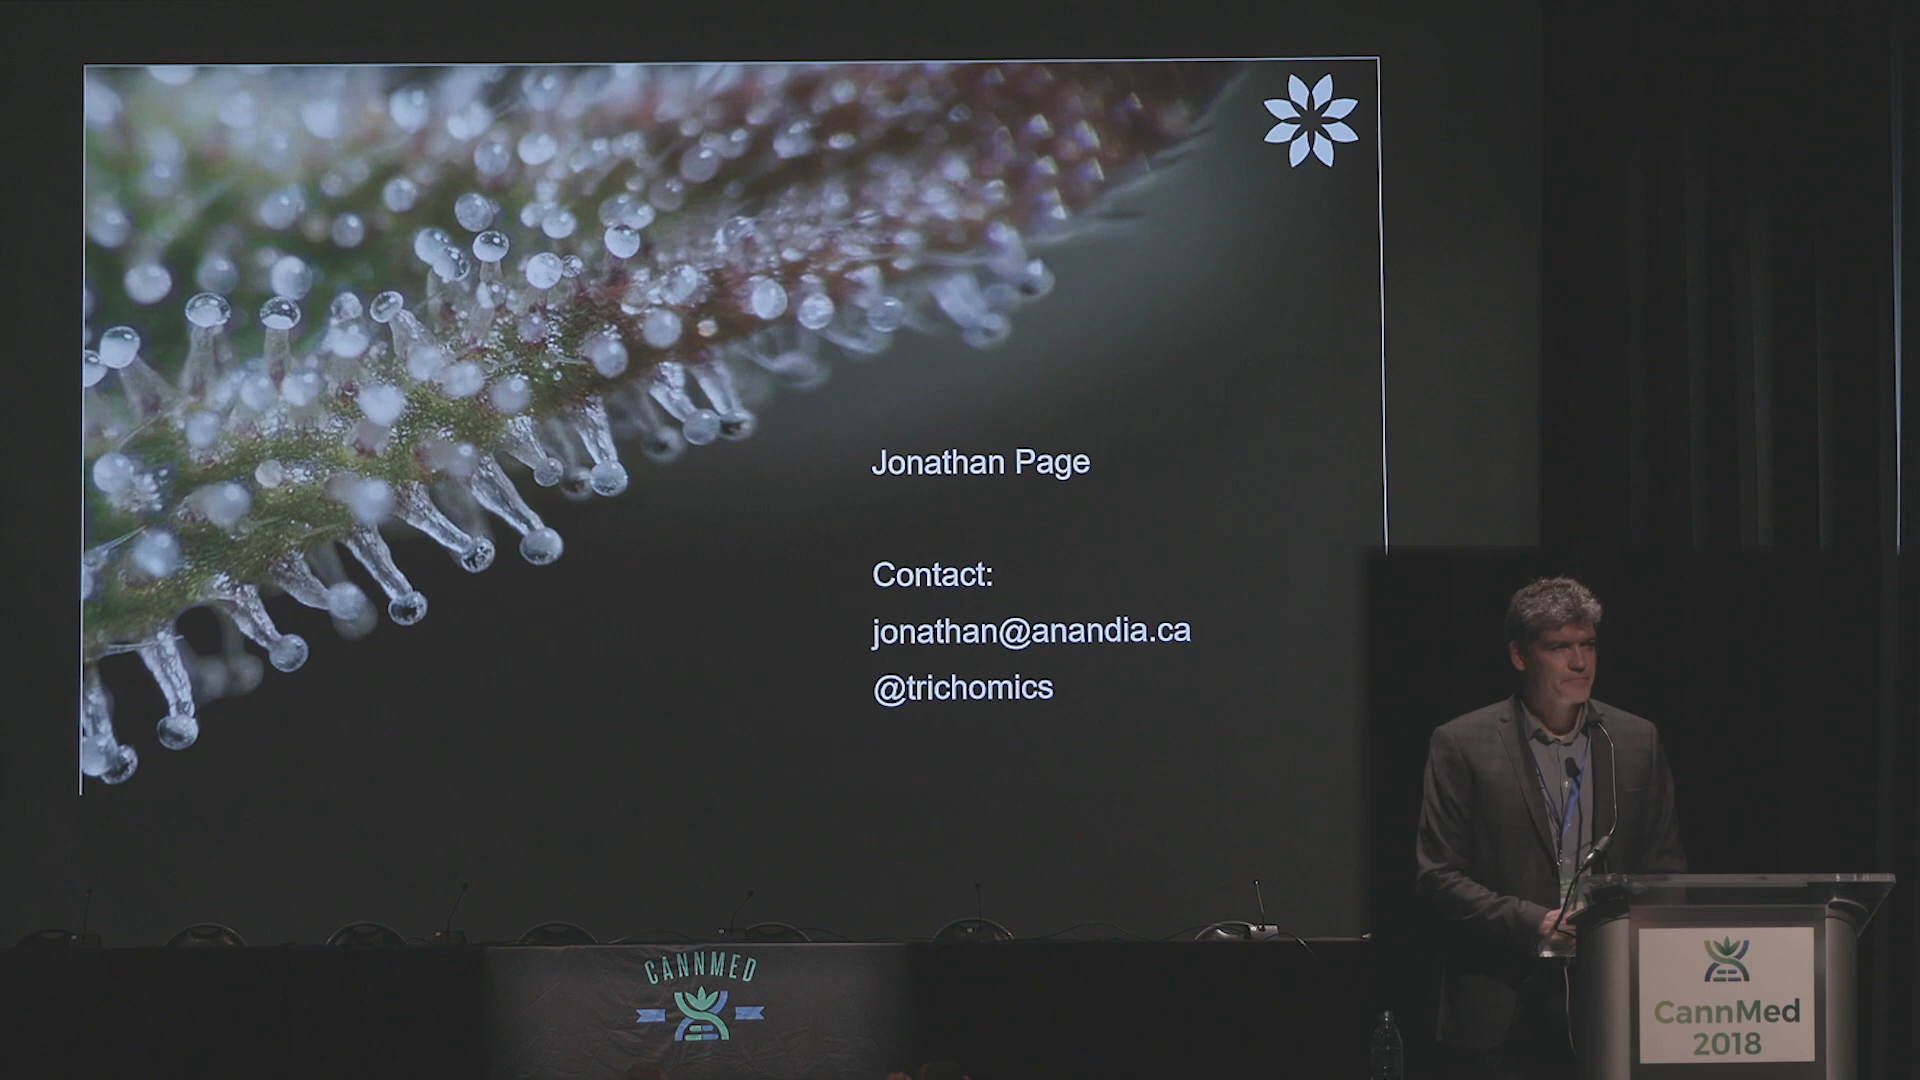 Jonathan Page
Contact:
jonathan@anandia.ca
@trichomics
CANNMED
CannMed
2018